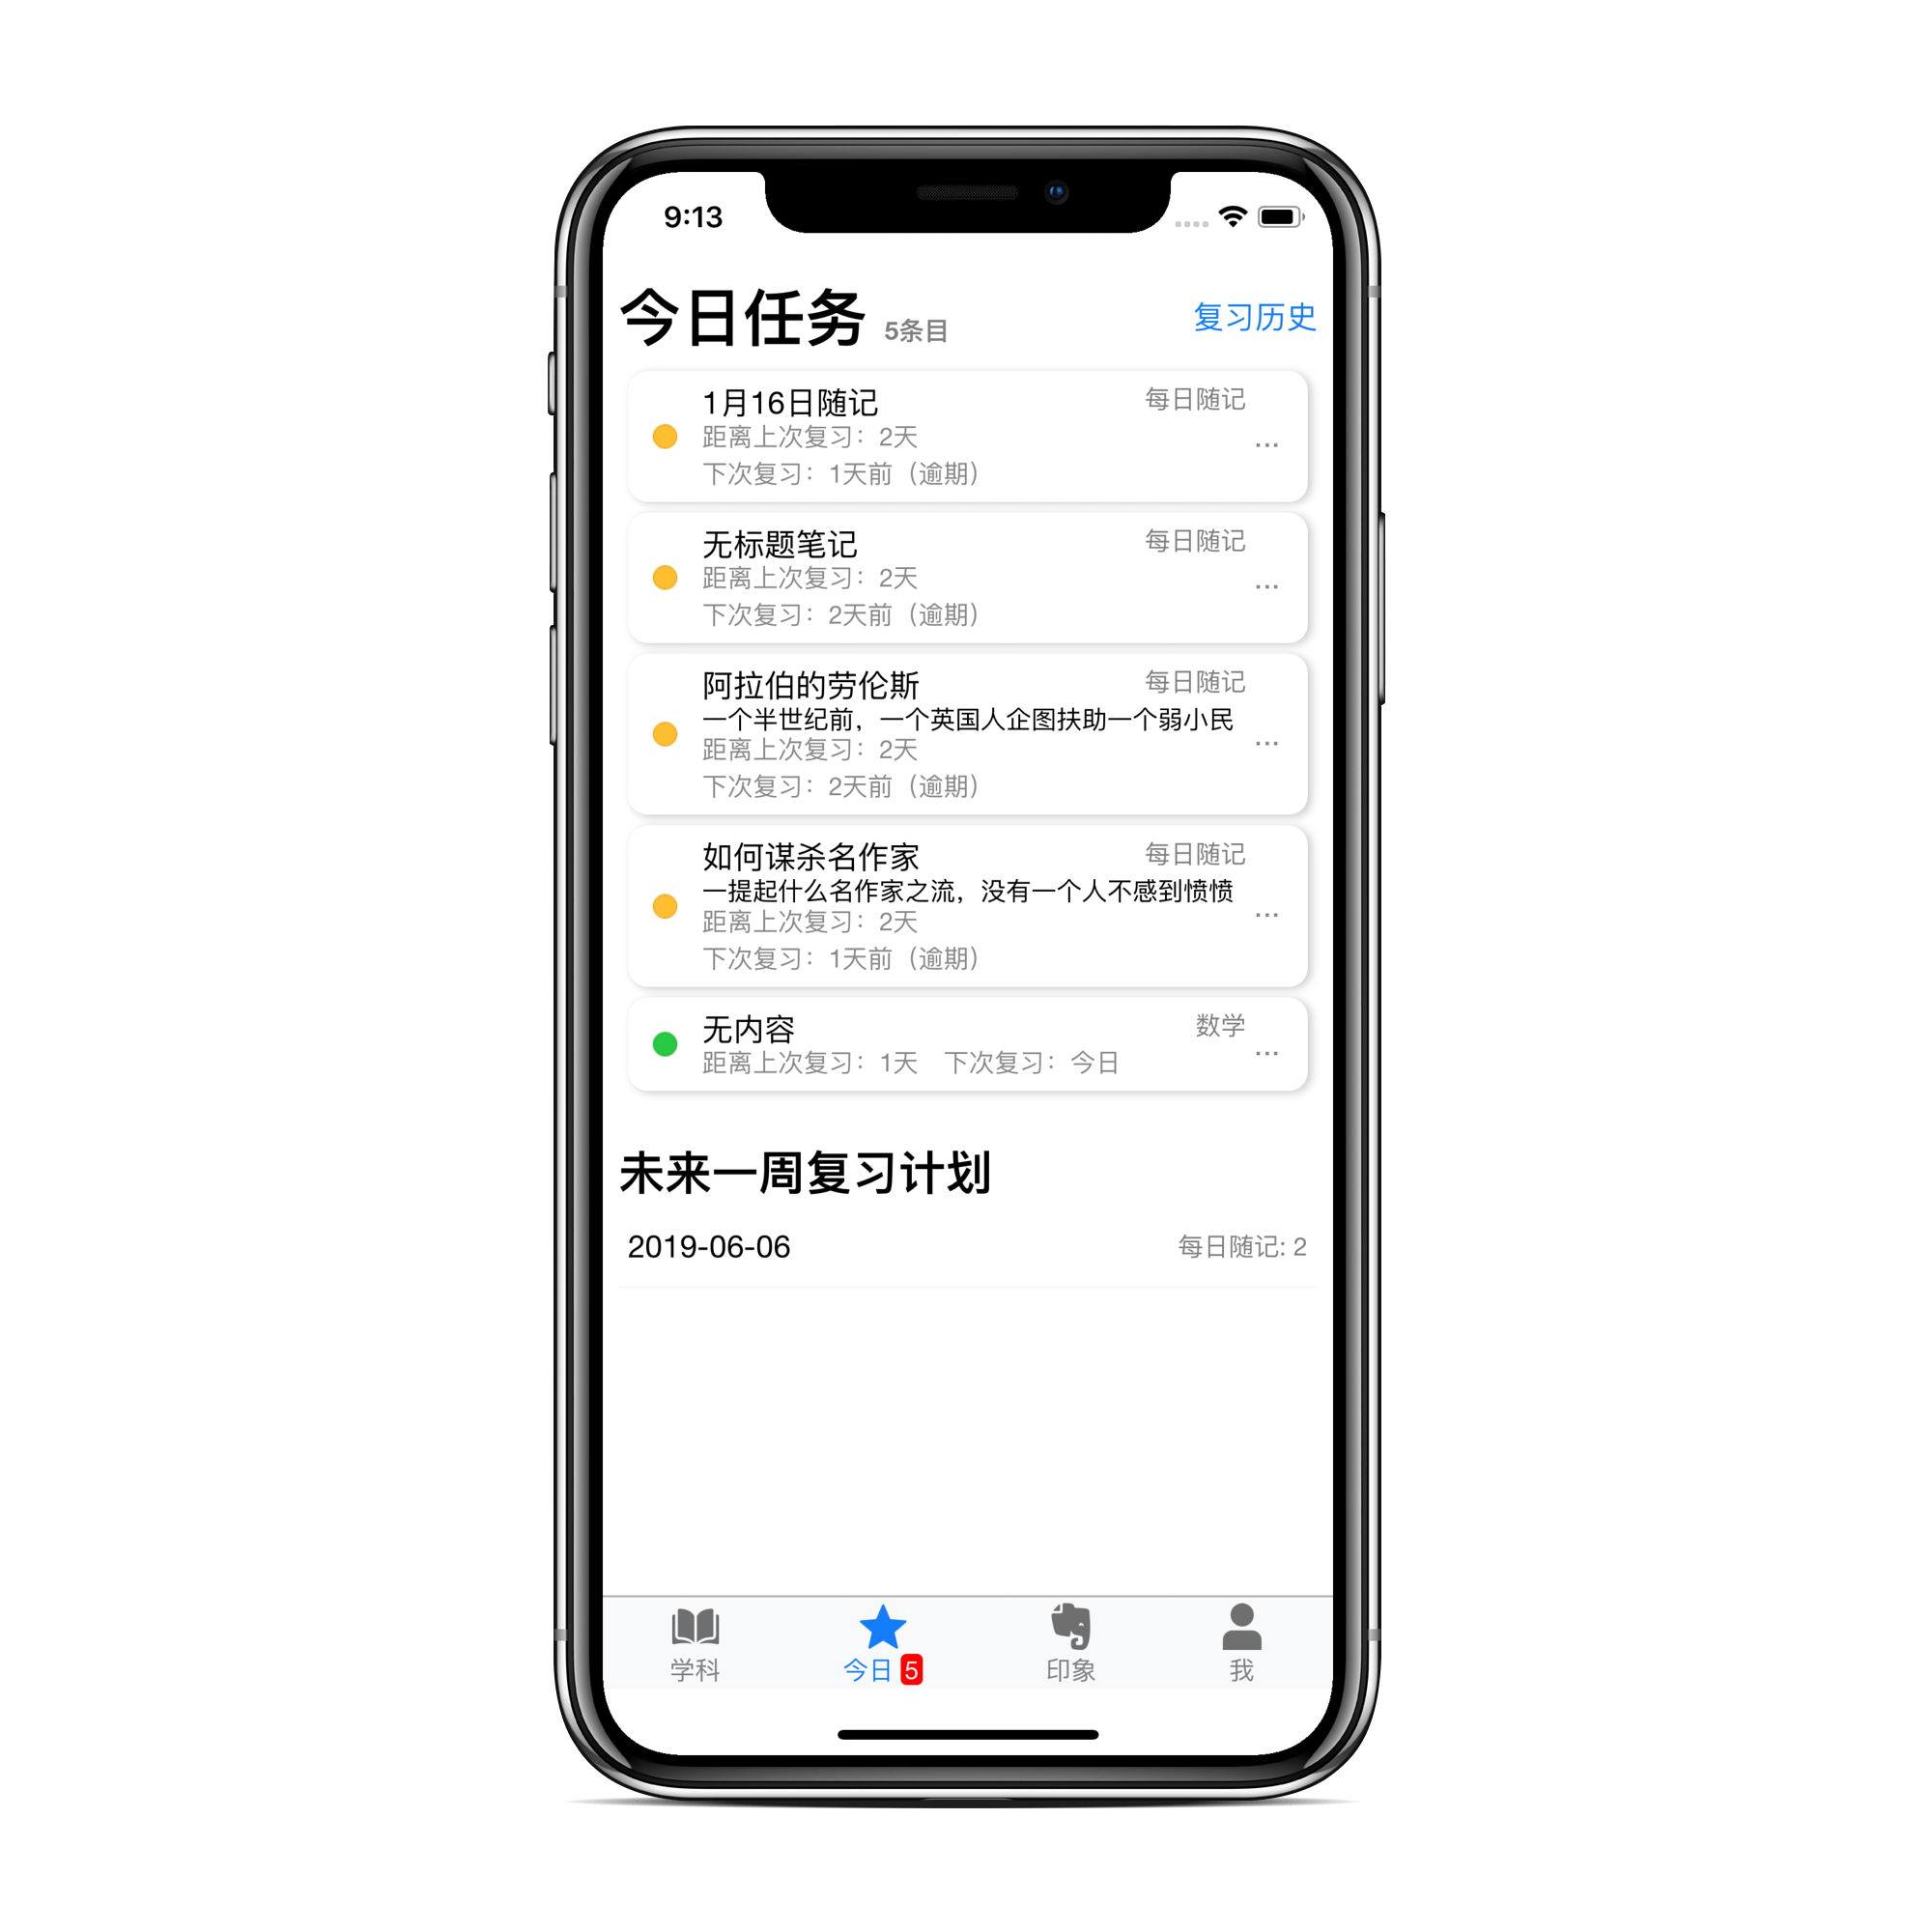 9:13
今日任务 5条目 复习历史
1月16日随记 每日随记
距离上次复习：2天
...
下次复习：1天前（逾期）
无标题笔记 每日随记
距离上次复习：2天
...
下次复习：2天前（逾期）
阿拉伯的劳伦斯 每日随记
一个半世纪前，一个英国人企图扶助一个弱小民
距离上次复习：2天
...
下次复习：2天前（逾期）
如何谋杀名作家 每日随记
一提起什么名作家之流，没有一个人不感到愤愤
距离上次复习：2天
...
下次复习：1天前（逾期）
无内容 数学
距离上次复习：1天 下次复习：今日 ...
未来一周复习计划
2019-06-06 每日随记: 2
学科 今日 5 印象 我